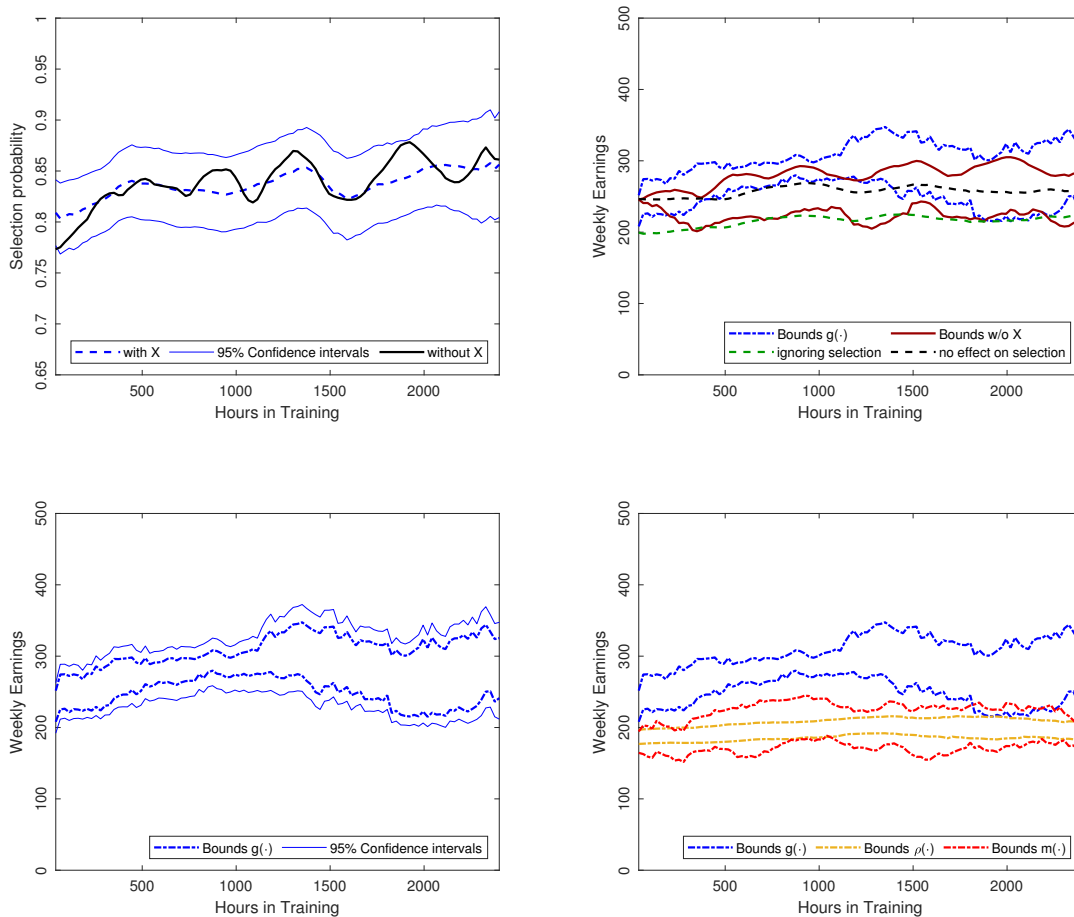 1
0.95
0.9
0.85
0.8
0.75
0.7
0.65
Selection probability
with X
95% Confidence intervals
without X
500
1000
1500
2000
Hours in Training
500
400
300
200
100
0
Weekly Earnings
Bounds g(·)
Bounds w/o X
ignoring selection
no effect on selection
500
1000
1500
2000
Hours in Training
500
400
300
200
100
0
Weekly Earnings
Bounds g(·)
95% Confidence intervals
500
1000
1500
2000
Hours in Training
500
400
300
200
100
0
Weekly Earnings
Bounds g(·)
Bounds ρ(·)
Bounds m(·)
500
1000
1500
2000
Hours in Training